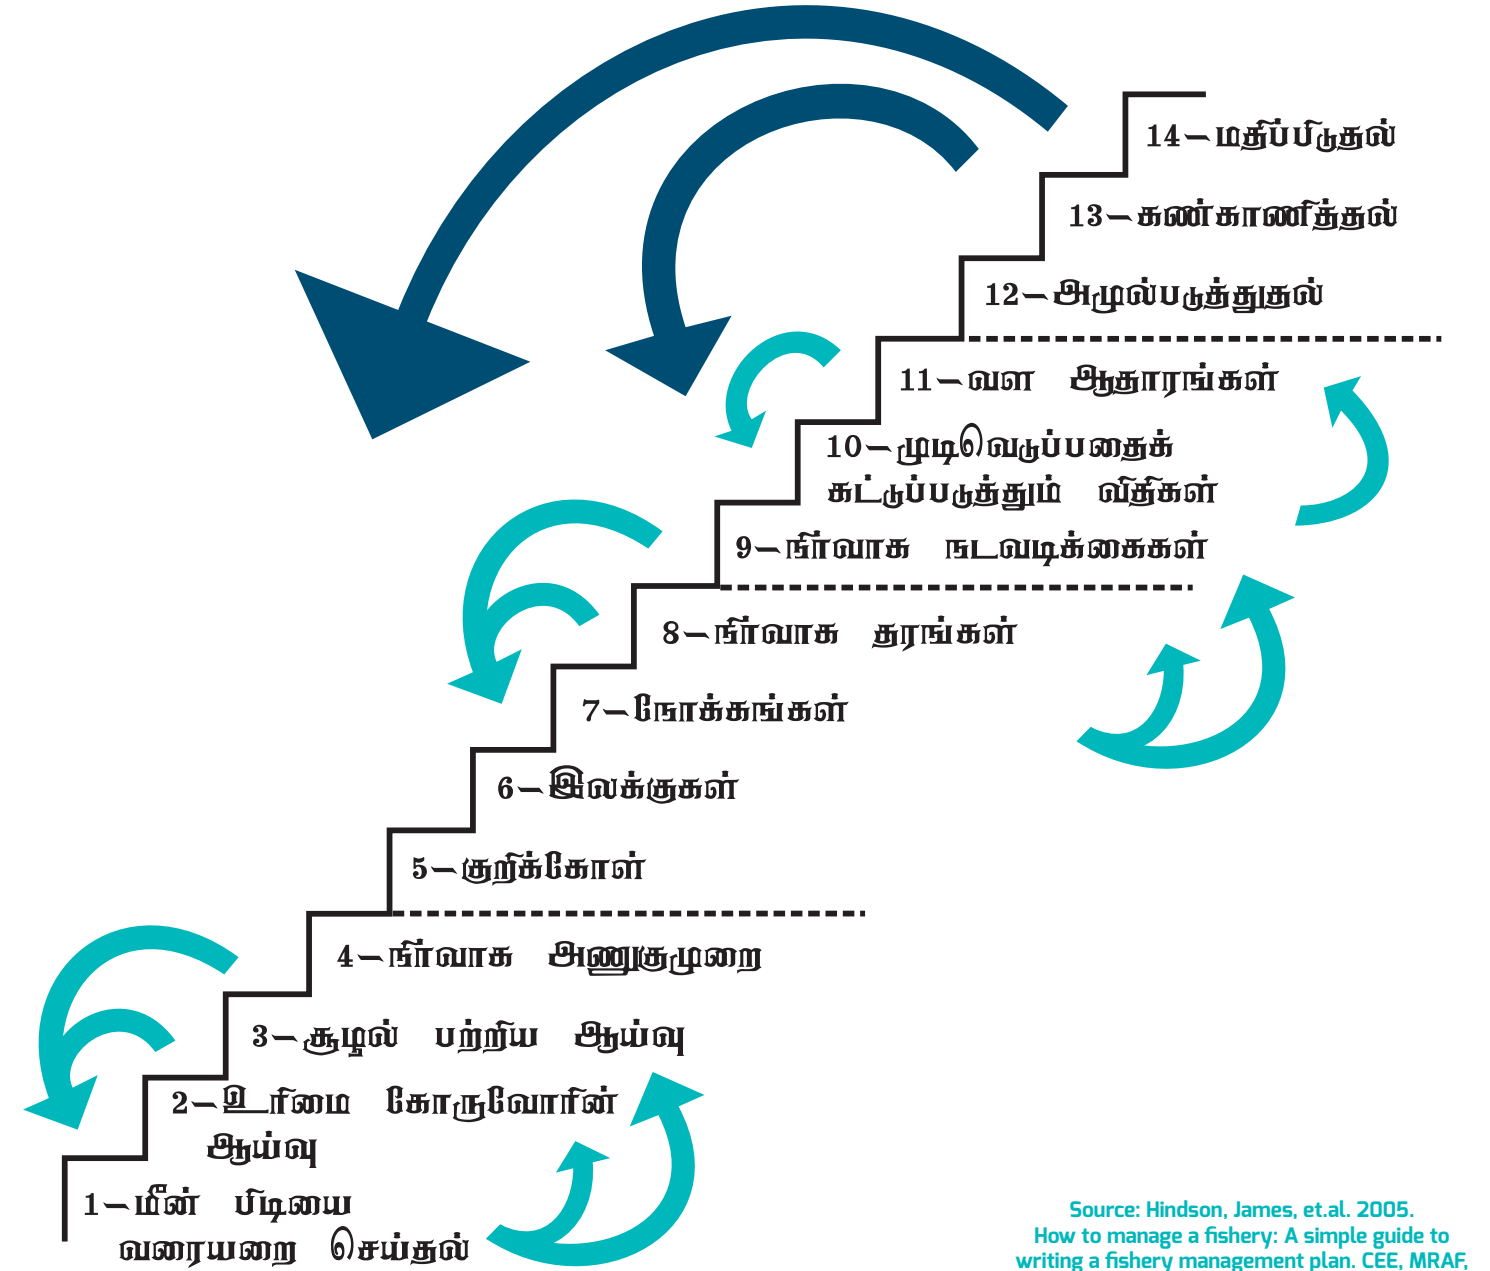 14–மதிப்பிடுதல்
13–கண்காணித்தல்
12–அமுல்படுத்துதல்
11–வள ஆதாரங்கள்
10–முடிவெடுப்பதைக்
கட்டுப்படுத்தும் விதிகள்
9–நிர்வாக நடவடிக்கைகள்
8–நிர்வாக தரங்கள்
7–நோக்கங்கள்
6–இலக்குகள்
5–குறிக்கோள்
4–நிர்வாக அணுகுமுறை
3–சூழல் பற்றிய ஆய்வு
2–உரிமை கோருவோரின்
ஆய்வு
1–மீன் பிடியை
வரையறை செய்தல்
Source: Hindson, James, et.al. 2005.
How to manage a fishery: A simple guide to
writing a fishery management plan. CEE, MRAF,